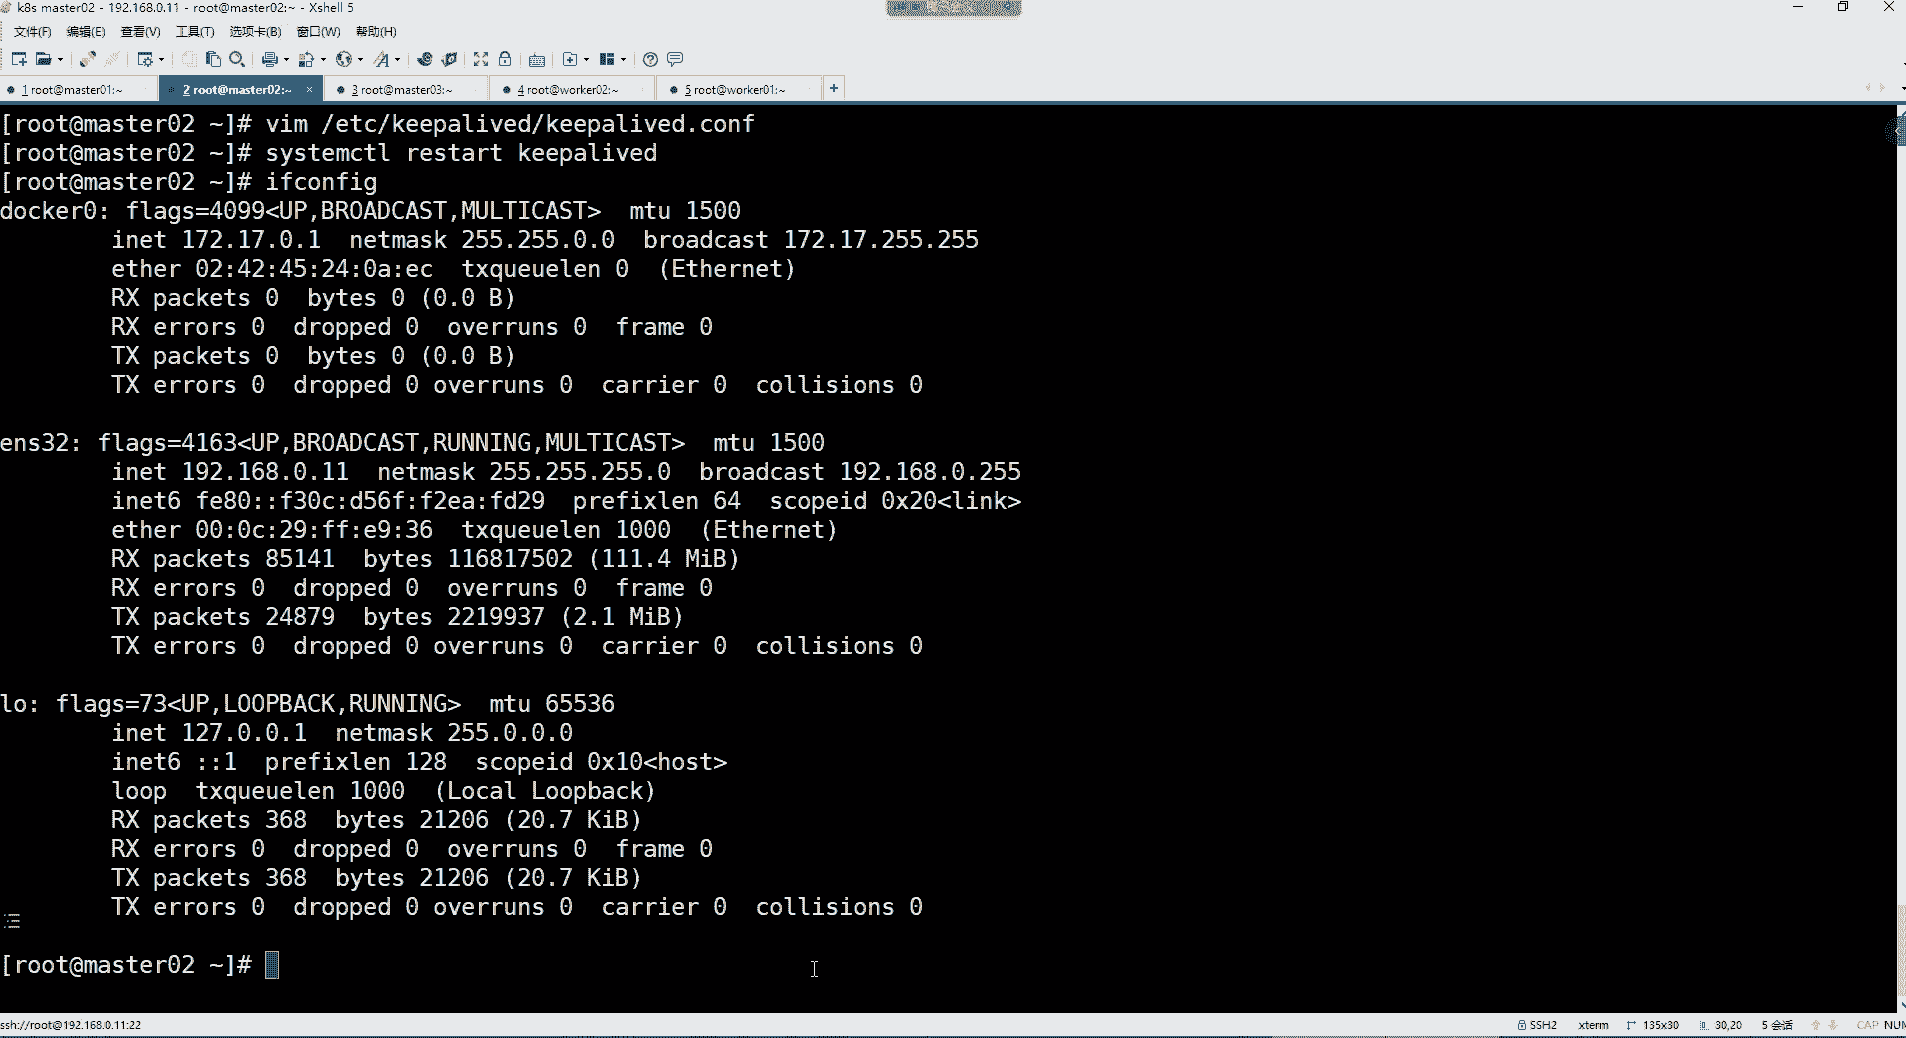 k8s master02 - 192.168.0.11 - root@master02:~ - Xshell 5
文件(F) 编辑(E) 查看(V) 工具(T) 选项卡(B) 窗口(W) 帮助(H)
1 root@master01:~ 2 root@master02:~ × 3 root@master03:~ 4 root@worker02:~ 5 root@worker01:~ +
[root@master02 ~]# vim /etc/keepalived/keepalived.conf
[root@master02 ~]# systemctl restart keepalived
[root@master02 ~]# ifconfig
docker0: flags=4099<UP,BROADCAST,MULTICAST>  mtu 1500
        inet 172.17.0.1  netmask 255.255.0.0  broadcast 172.17.255.255
        ether 02:42:45:24:0a:ec  txqueuelen 0  (Ethernet)
        RX packets 0  bytes 0 (0.0 B)
        RX errors 0  dropped 0  overruns 0  frame 0
        TX packets 0  bytes 0 (0.0 B)
        TX errors 0  dropped 0 overruns 0  carrier 0  collisions 0
ens32: flags=4163<UP,BROADCAST,RUNNING,MULTICAST>  mtu 1500
        inet 192.168.0.11  netmask 255.255.255.0  broadcast 192.168.0.255
        inet6 fe80::f30c:d56f:f2ea:fd29  prefixlen 64  scopeid 0x20<link>
        ether 00:0c:29:ff:e9:36  txqueuelen 1000  (Ethernet)
        RX packets 85141  bytes 116817502 (111.4 MiB)
        RX errors 0  dropped 0  overruns 0  frame 0
        TX packets 24879  bytes 2219937 (2.1 MiB)
        TX errors 0  dropped 0 overruns 0  carrier 0  collisions 0
lo: flags=73<UP,LOOPBACK,RUNNING>  mtu 65536
        inet 127.0.0.1  netmask 255.0.0.0
        inet6 ::1  prefixlen 128  scopeid 0x10<host>
        loop  txqueuelen 1000  (Local Loopback)
        RX packets 368  bytes 21206 (20.7 KiB)
        RX errors 0  dropped 0  overruns 0  frame 0
        TX packets 368  bytes 21206 (20.7 KiB)
        TX errors 0  dropped 0 overruns 0  carrier 0  collisions 0
[root@master02 ~]#
ssh://root@192.168.0.11:22 SSH2 xterm 135x30 30,20 5 会话 CAP NUM